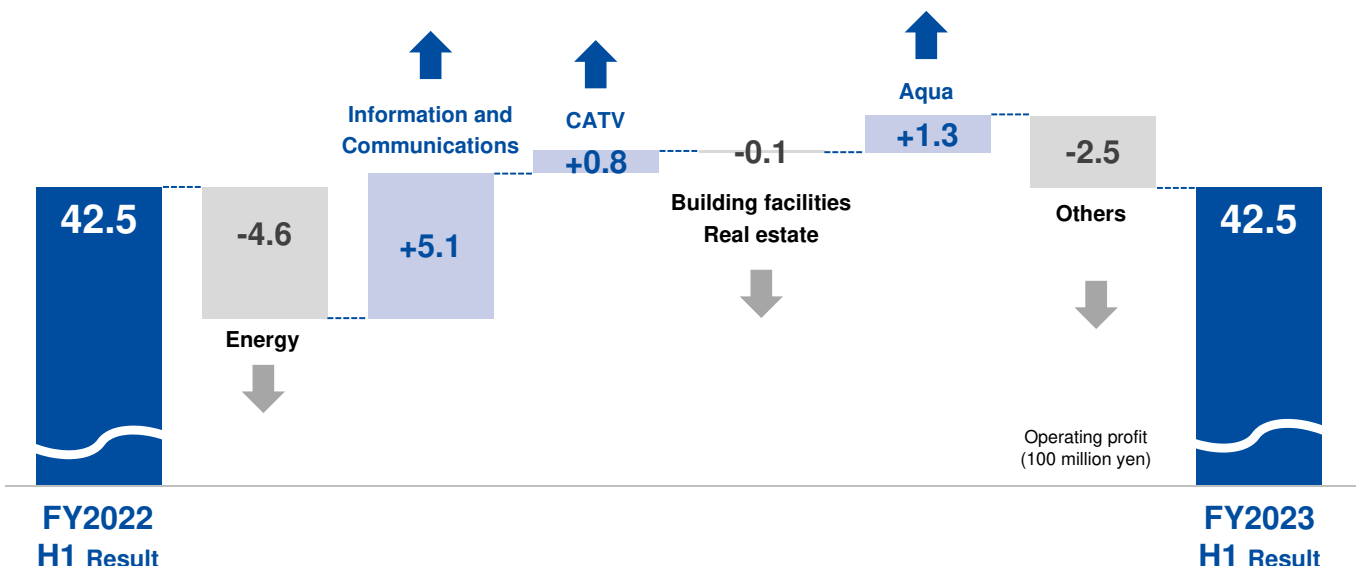 42.5
-4.6
Energy
Information and
Communications
+5.1
CATV
+0.8
-0.1
Building facilities
Real estate
Aqua
+1.3
-2.5
Others
42.5
Operating profit
(100 million yen)
FY2022
H1 Result
FY2023
H1 Result